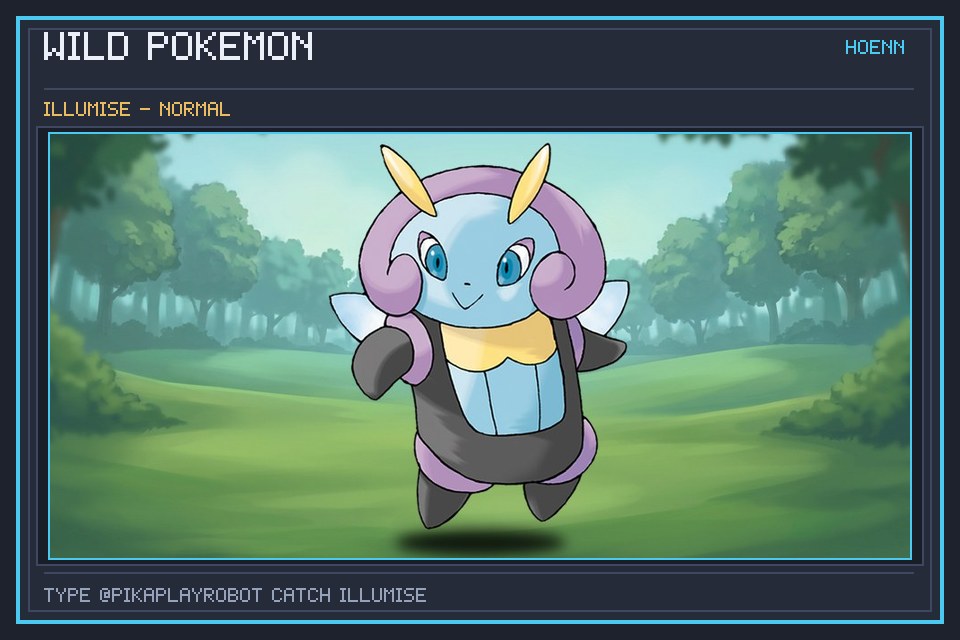 WILD POKEMON
HOENN
ILLUMISE - NORMAL
TYPE @PIKAPLAYROBOT CATCH ILLUMISE